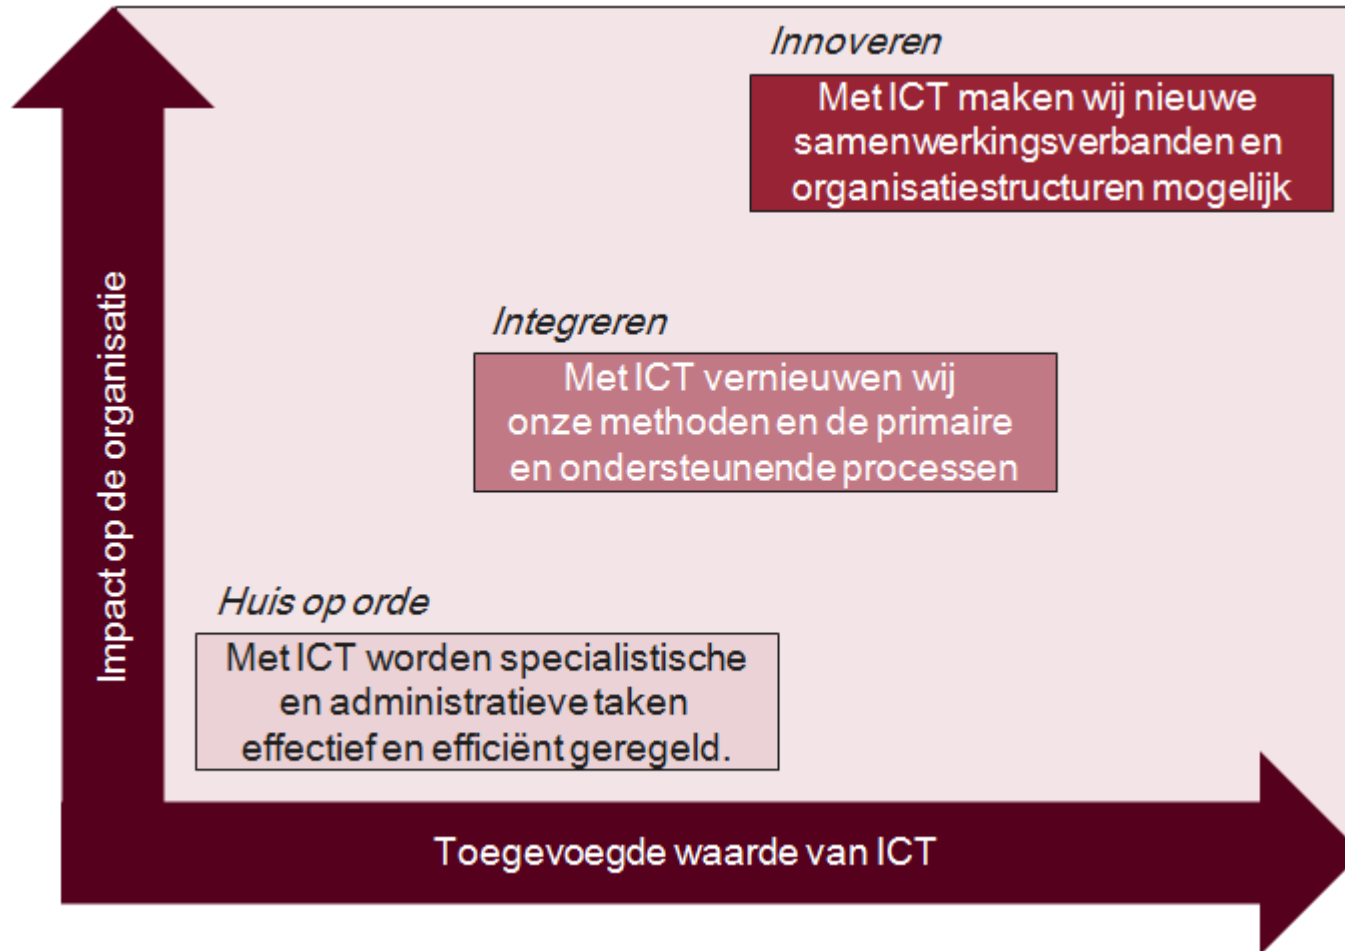 Innoveren
Met ICT maken wij nieuwe
samenwerkingsverbanden en
organisatiestructuren mogelijk
Integreren
Met ICT vernieuwen wij
onze methoden en de primaire
en ondersteunende processen
Huis op orde
Met ICT worden specialistische
en administratieve taken
effectief en efficiënt geregeld.
Impact op de organisatie
Toegevoegde waarde van ICT